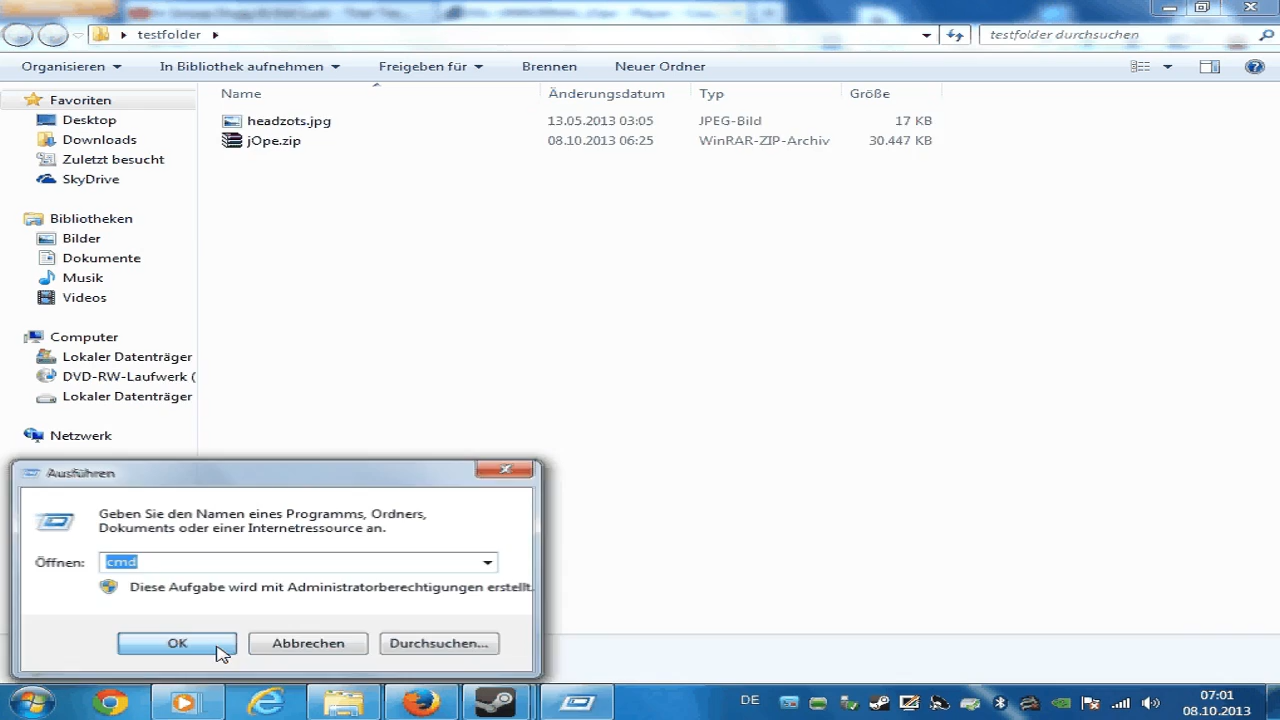 testfolder
testfolder durchsuchen
Organisieren In Bibliothek aufnehmen Freigeben für Brennen Neuer Ordner
Name Änderungsdatum Typ Größe
headzots.jpg 13.05.2013 03:05 JPEG-Bild 17 KB
jOpe.zip 08.10.2013 06:25 WinRAR-ZIP-Archiv 30.447 KB
Favoriten
Desktop
Downloads
Zuletzt besucht
SkyDrive
Bibliotheken
Bilder
Dokumente
Musik
Videos
Computer
Lokaler Datenträger
DVD-RW-Laufwerk (
Lokaler Datenträger
Netzwerk
Ausführen
Geben Sie den Namen eines Programms, Ordners,
Dokuments oder einer Internetressource an.
Öffnen: cmd
Diese Aufgabe wird mit Administratorberechtigungen erstellt.
OK Abbrechen Durchsuchen...
DE 07:01
08.10.2013